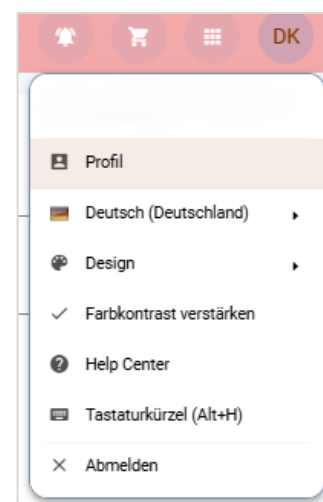 DK
Profil
Deutsch (Deutschland)
Design
Farbkontrast verstärken
Help Center
Tastaturkürzel (Alt+H)
Abmelden